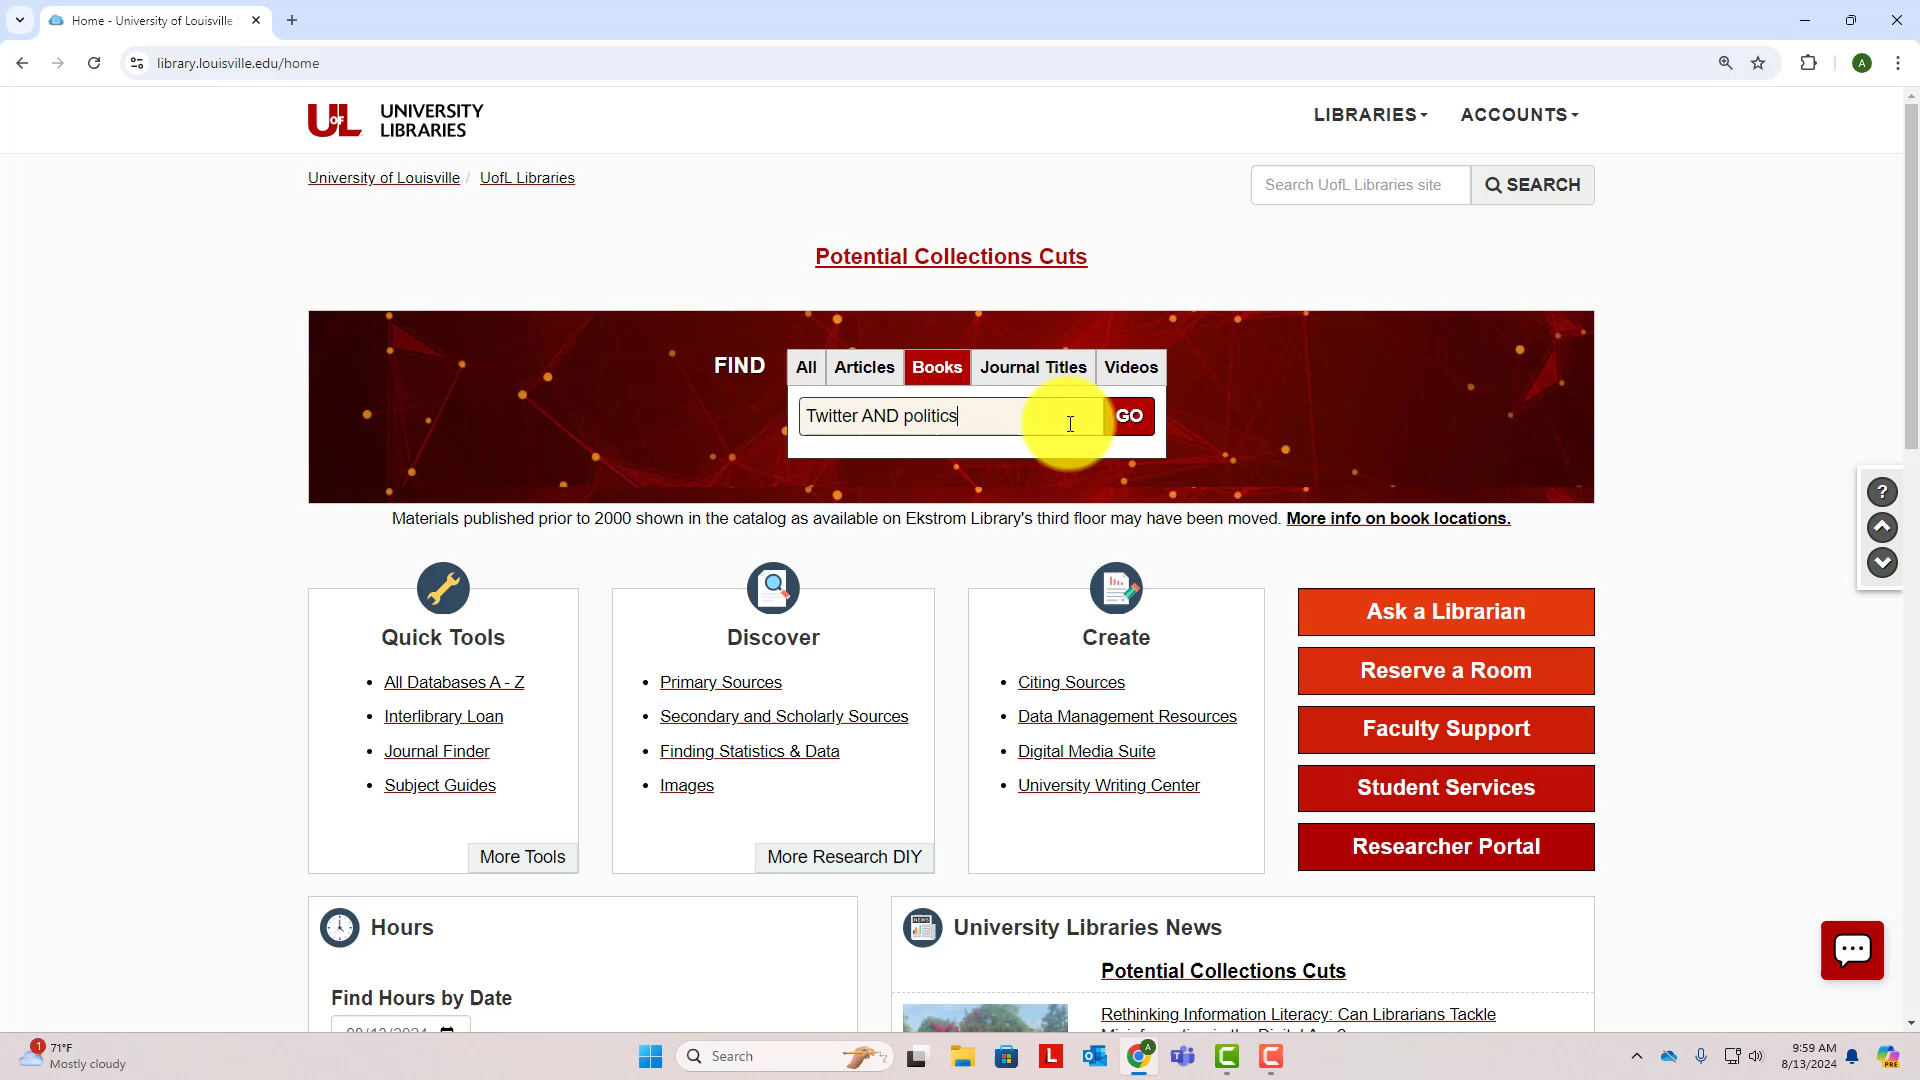 Home - University of Louisville
library.louisville.edu/home
A
UofL
UNIVERSITY
LIBRARIES
LIBRARIES
ACCOUNTS
University of Louisville / UofL Libraries
Search UofL Libraries site
SEARCH
Potential Collections Cuts
FIND
All
Articles
Books
Journal Titles
Videos
Twitter AND politics
GO
Materials published prior to 2000 shown in the catalog as available on Ekstrom Library's third floor may have been moved. More info on book locations.
?
Quick Tools
All Databases A - Z
Interlibrary Loan
Journal Finder
Subject Guides
More Tools
Discover
Primary Sources
Secondary and Scholarly Sources
Finding Statistics & Data
Images
More Research DIY
Create
Citing Sources
Data Management Resources
Digital Media Suite
University Writing Center
Ask a Librarian
Reserve a Room
Faculty Support
Student Services
Researcher Portal
Hours
Find Hours by Date
NEWS
University Libraries News
Potential Collections Cuts
Rethinking Information Literacy: Can Librarians Tackle
1
71°F
Mostly cloudy
Search
L
A
9:59 AM
8/13/2024
PRE